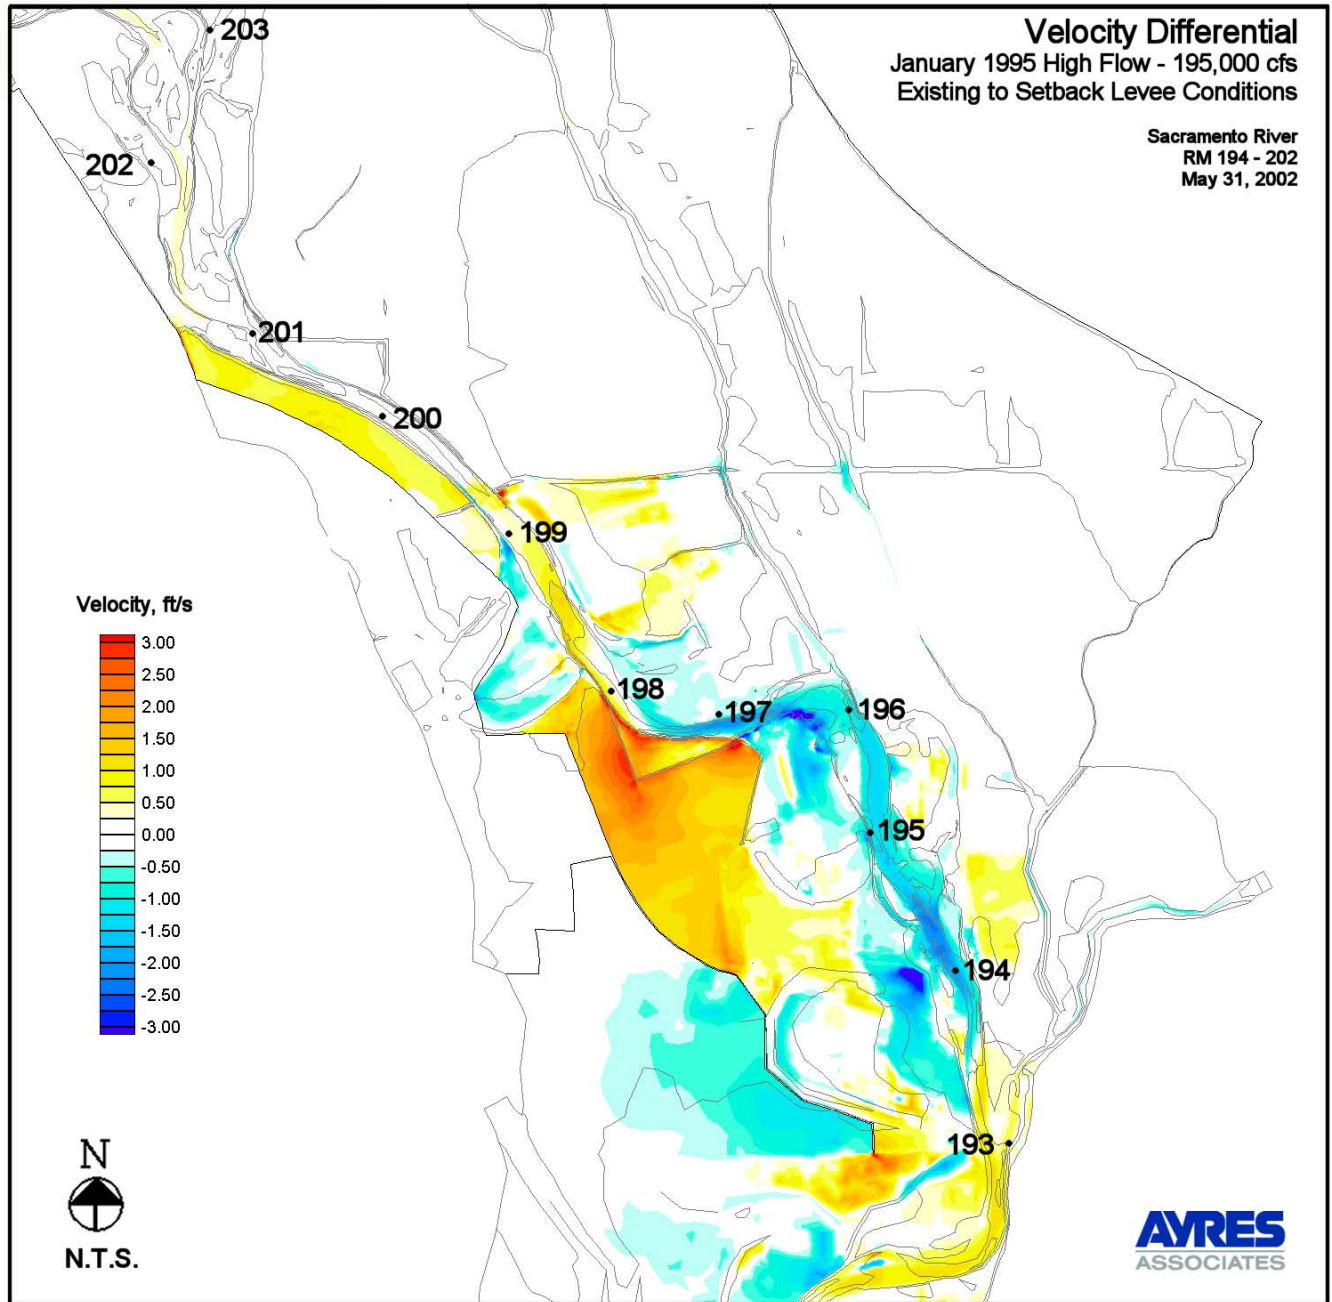 Velocity Differential
January 1995 High Flow - 195,000 cfs
Existing to Setback Levee Conditions
Sacramento River
RM 194 - 202
May 31, 2002
203
202
201
200
199
198
197
196
195
194
193
Velocity, ft/s
3.00
2.50
2.00
1.50
1.00
0.50
0.00
-0.50
-1.00
-1.50
-2.00
-2.50
-3.00
N
N.T.S.
AYRES
ASSOCIATES